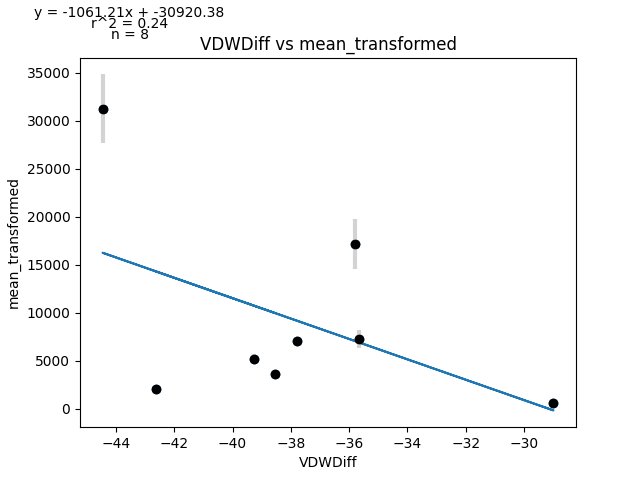 y = -1061.21x + -30920.38
r^2 = 0.24
n = 8
VDWDiff vs mean_transformed
35000
30000
25000
20000
15000
10000
5000
0
mean_transformed
−44 −42 −40 −38 −36 −34 −32 −30
VDWDiff